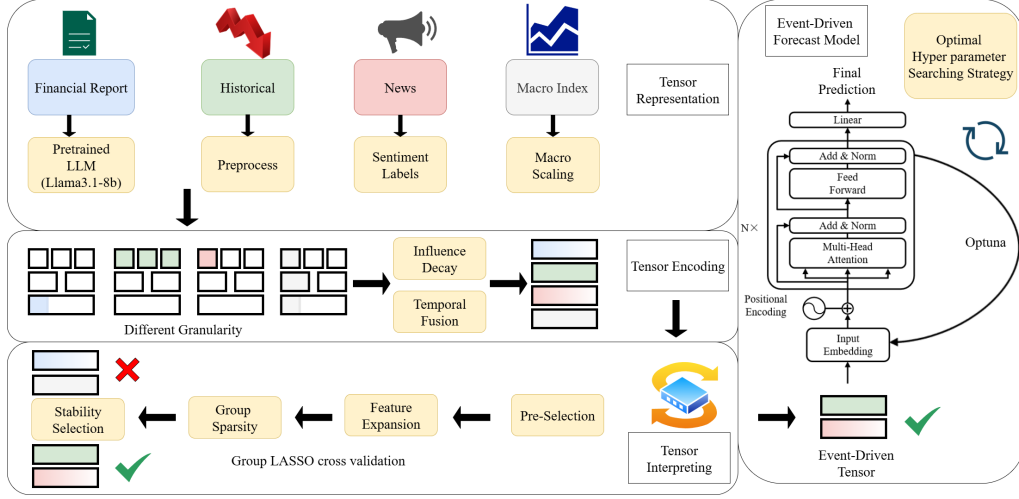 Financial Report
Historical
News
Macro Index
Tensor
Representation
Pretrained
LLM
(Llama3.1-8b)
Preprocess
Sentiment
Labels
Macro
Scaling
Different Granularity
Influence
Decay
Temporal
Fusion
Tensor Encoding
Stability
Selection
Group
Sparsity
Feature
Expansion
Pre-Selection
Group LASSO cross validation
Tensor
Interpreting
Event-Driven
Forecast Model
Optimal
Hyper parameter
Searching Strategy
Final
Prediction
Linear
Add & Norm
Feed
Forward
Add & Norm
Multi-Head
Attention
N×
Optuna
Positional
Encoding
Input
Embedding
Event-Driven
Tensor